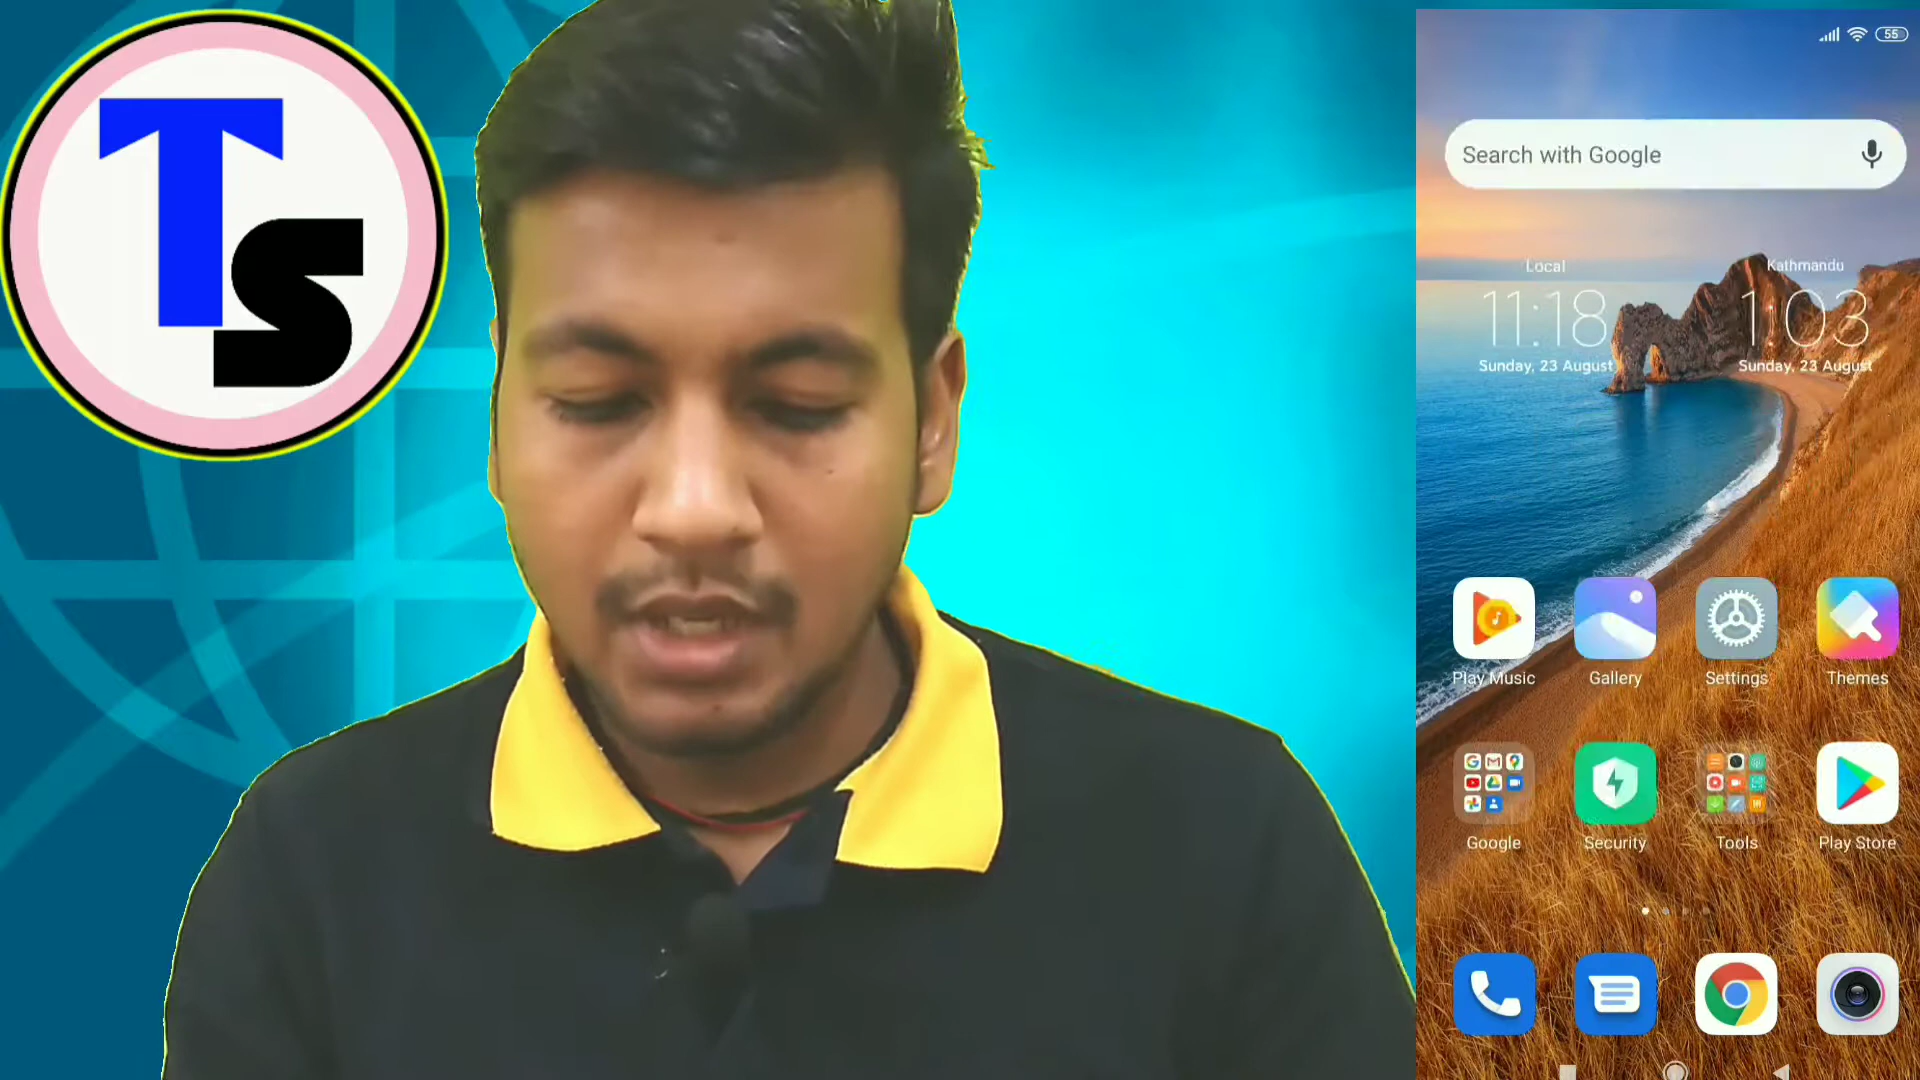 TS
55
Search with Google
Local
Kathmandu
11:18
1:03
Sunday, 23 August
Sunday, 23 August
Play Music
Gallery
Settings
Themes
Google
Security
Tools
Play Store